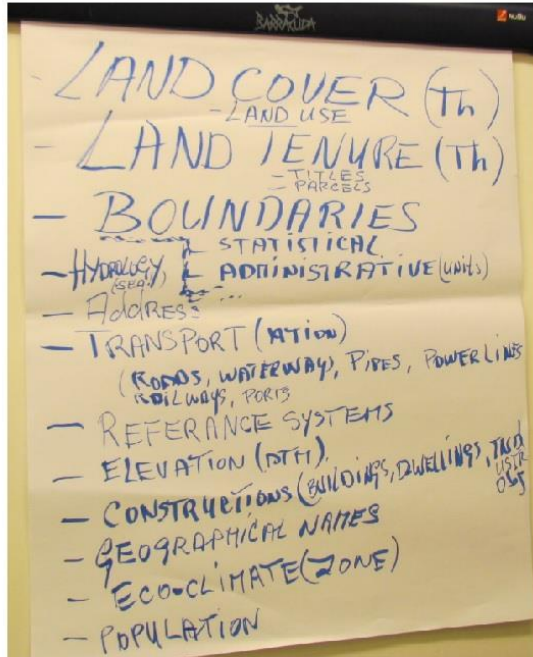 BARRACUDA
NOBO
- LAND COVER (Th)
- LAND USE
- LAND TENURE (Th)
- TITLES
- PARCELS
- BOUNDARIES
- STATISTICAL
- HYDROLOGY
- ADMINISTRATIVE (UNITS)
(SEA)
...
- Address
- TRANSPORT (ATION)
(ROADS, WATERWAY), PIPES, POWER LINES
RAILWAYS, PORTS
- REFERANCE SYSTEMS
- ELEVATION (DTM).
- CONSTRUCTIONS (BUILDINGS, DWELLINGS,
- GEOGRAPHICAL NAMES
- ECO-CLIMATE (ZONE)
- POPULATION